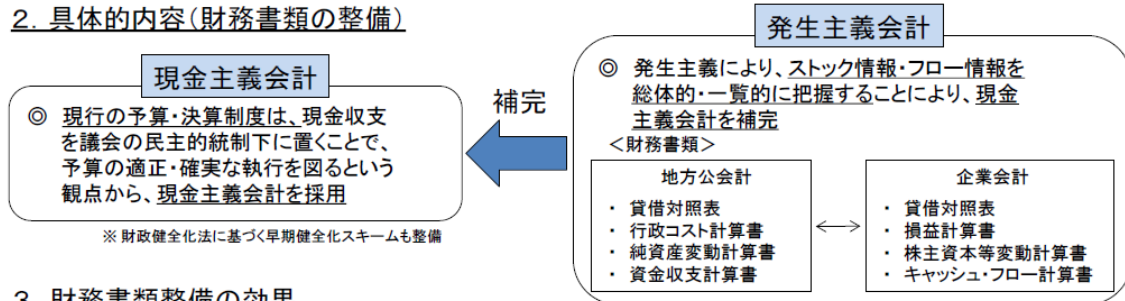 2．具体的内容（財務書類の整備）
現金主義会計
◎ 現行の予算・決算制度は、現金収支
を議会の民主的統制下に置くことで、
予算の適正・確実な執行を図るという
観点から、現金主義会計を採用
※ 財政健全化法に基づく早期健全化スキームも整備
補完
発生主義会計
◎ 発生主義により、ストック情報・フロー情報を
総体的・一覧的に把握することにより、現金
主義会計を補完
＜財務書類＞
地方公会計
・ 貸借対照表
・ 行政コスト計算書
・ 純資産変動計算書
・ 資金収支計算書
企業会計
・ 貸借対照表
・ 損益計算書
・ 株主資本等変動計算書
・ キャッシュ・フロー計算書
3．財務書類整備の効果